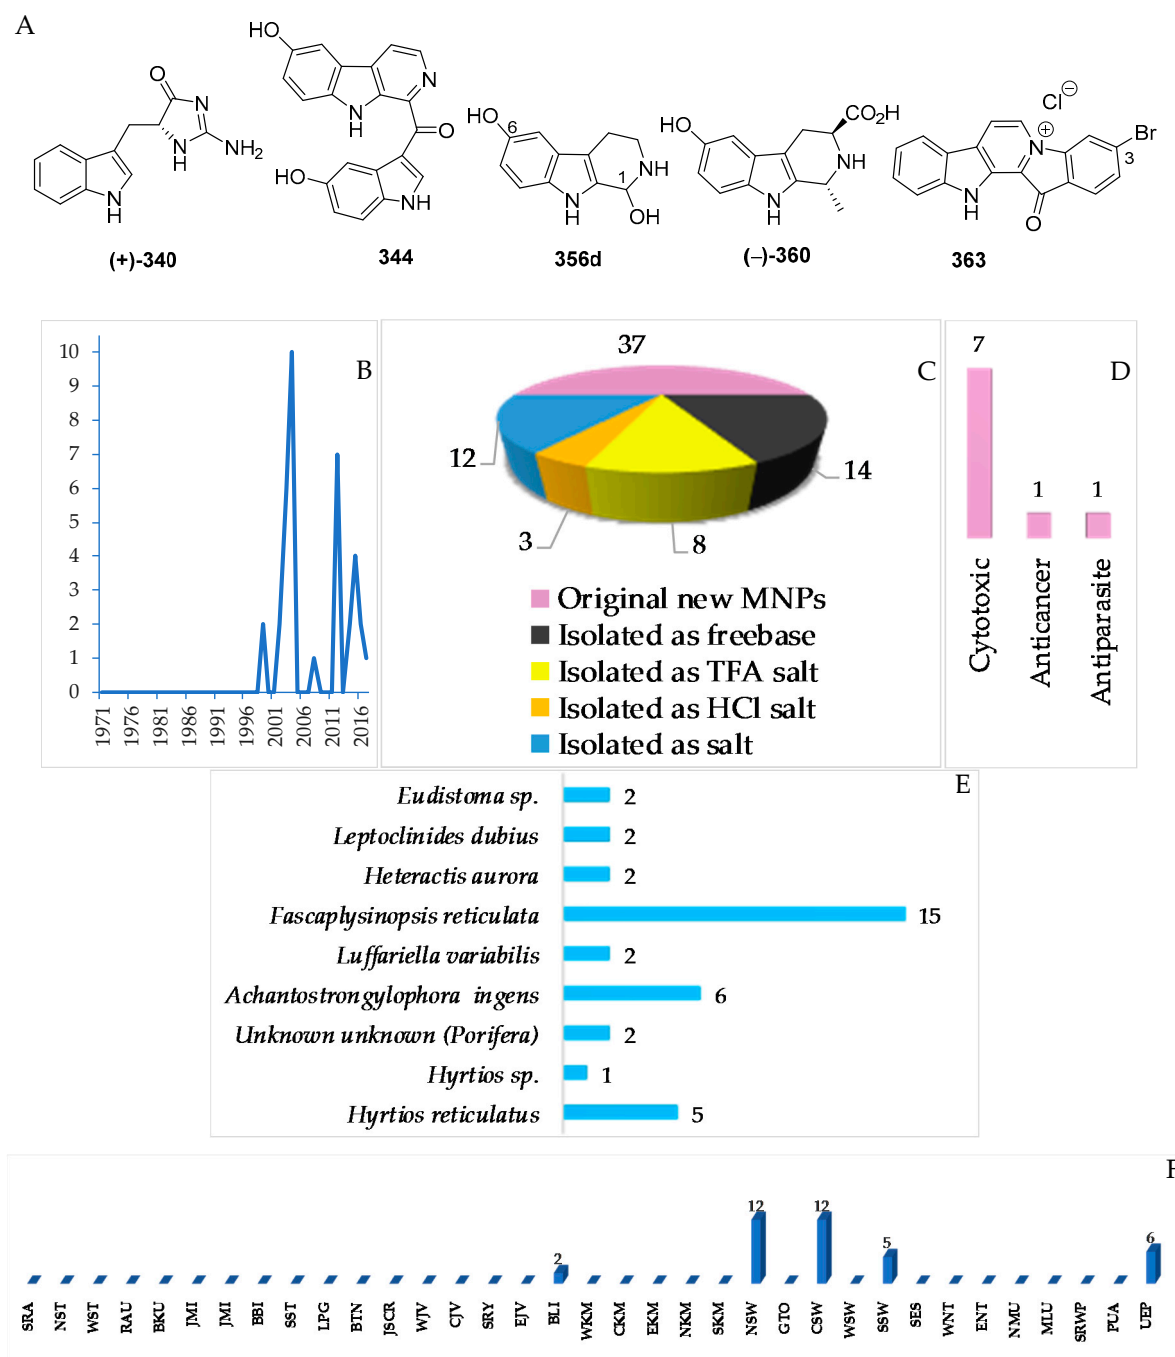 A
HO
N
NH
O
HO
NH
O
N
NH
NH2
NH
HO
6
1
NH
NH
OH
HO
CO2H
NH
NH
Cl⊖
Br
3
N
+
NH
O
(+)-340
344
356d
(−)-360
363
B
10
9
8
7
6
5
4
3
2
1
0
1971
1976
1981
1986
1991
1996
2001
2006
2011
2016
C
37
12
14
3
8
Original new MNPs
Isolated as freebase
Isolated as TFA salt
Isolated as HCl salt
Isolated as salt
D
7
1
1
Cytotoxic
Anticancer
Antiparasite
E
Eudistoma sp. 2
Leptoclinides dubius 2
Heteractis aurora 2
Fascaplysinopsis reticulata 15
Luffariella variabilis 2
Achantostrongylophora ingens 6
Unknown unknown (Porifera) 2
Hyrtios sp. 1
Hyrtios reticulatus 5
F
2
12
12
5
6
SRA
NST
WST
RAU
BKU
JMI
JMI
BBI
SST
LPG
BTN
JSCR
WJV
CJV
SRY
EJV
BLI
WKM
CKM
EKM
NKM
SKM
NSW
GTO
CSW
WSW
SSW
SES
WNT
ENT
NMU
MLU
SRWP
PUA
UEP